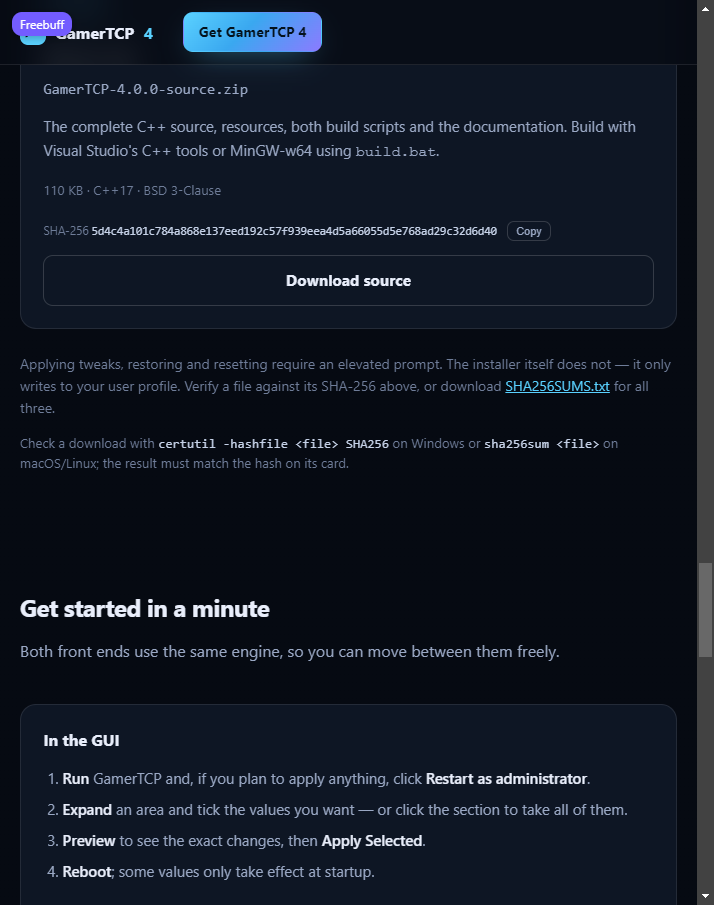 Freebuff
GamerTCP 4
Get GamerTCP 4
GamerTCP-4.0.0-source.zip
The complete C++ source, resources, both build scripts and the documentation. Build with
Visual Studio's C++ tools or MinGW-w64 using build.bat.
110 KB · C++17 · BSD 3-Clause
SHA-256 5d4c4a101c784a868e137eed192c57f939eea4d5a66055d5e768ad29c32d6d40 Copy
Download source
Applying tweaks, restoring and resetting require an elevated prompt. The installer itself does not — it only
writes to your user profile. Verify a file against its SHA-256 above, or download SHA256SUMS.txt for all
three.
Check a download with certutil -hashfile <file> SHA256 on Windows or sha256sum <file> on
macOS/Linux; the result must match the hash on its card.
Get started in a minute
Both front ends use the same engine, so you can move between them freely.
In the GUI
1. Run GamerTCP and, if you plan to apply anything, click Restart as administrator.
2. Expand an area and tick the values you want — or click the section to take all of them.
3. Preview to see the exact changes, then Apply Selected.
4. Reboot; some values only take effect at startup.